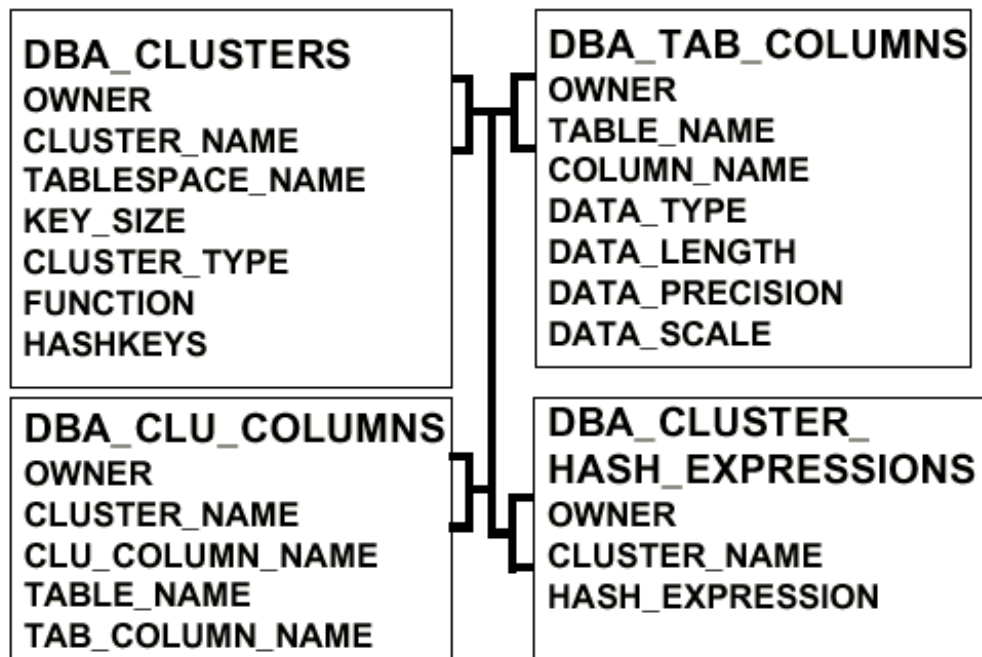 DBA_CLUSTERS
OWNER
CLUSTER_NAME
TABLESPACE_NAME
KEY_SIZE
CLUSTER_TYPE
FUNCTION
HASHKEYS
DBA_TAB_COLUMNS
OWNER
TABLE_NAME
COLUMN_NAME
DATA_TYPE
DATA_LENGTH
DATA_PRECISION
DATA_SCALE
DBA_CLU_COLUMNS
OWNER
CLUSTER_NAME
CLU_COLUMN_NAME
TABLE_NAME
TAB_COLUMN_NAME
DBA_CLUSTER_
HASH_EXPRESSIONS
OWNER
CLUSTER_NAME
HASH_EXPRESSION